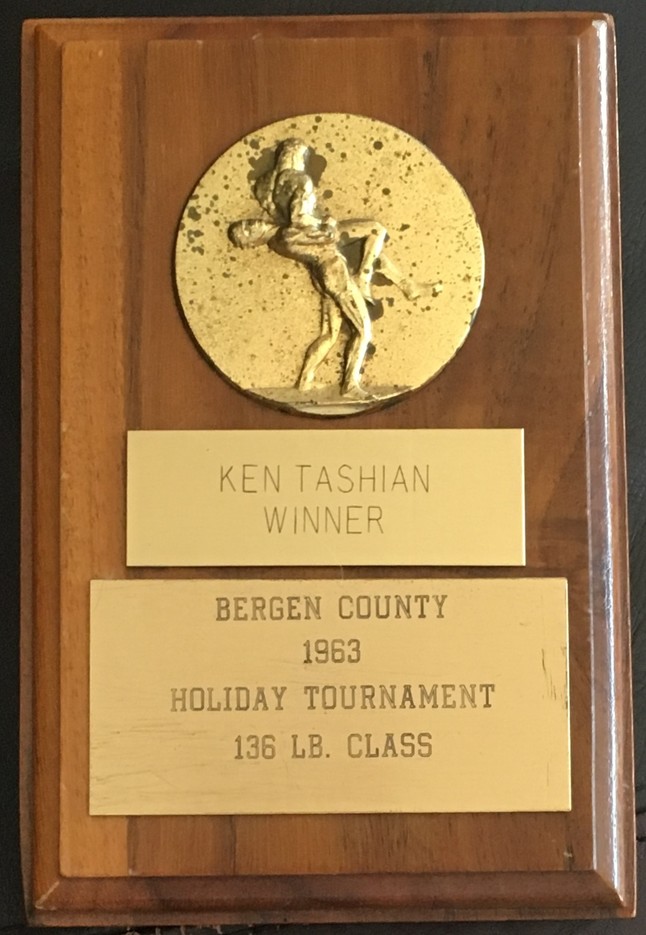 KEN TASHIAN
WINNER
BERGEN COUNTY
1963
HOLIDAY TOURNAMENT
136 LB. CLASS